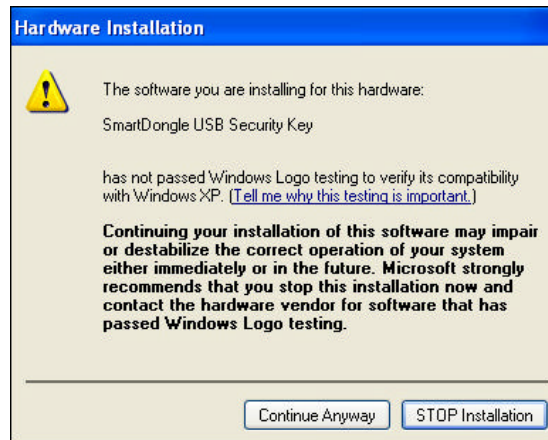 Hardware Installation
The software you are installing for this hardware:
SmartDongle USB Security Key
has not passed Windows Logo testing to verify its compatibility
with Windows XP. (Tell me why this testing is important.)
Continuing your installation of this software may impair
or destabilize the correct operation of your system
either immediately or in the future. Microsoft strongly
recommends that you stop this installation now and
contact the hardware vendor for software that has
passed Windows Logo testing.
Continue Anyway
STOP Installation